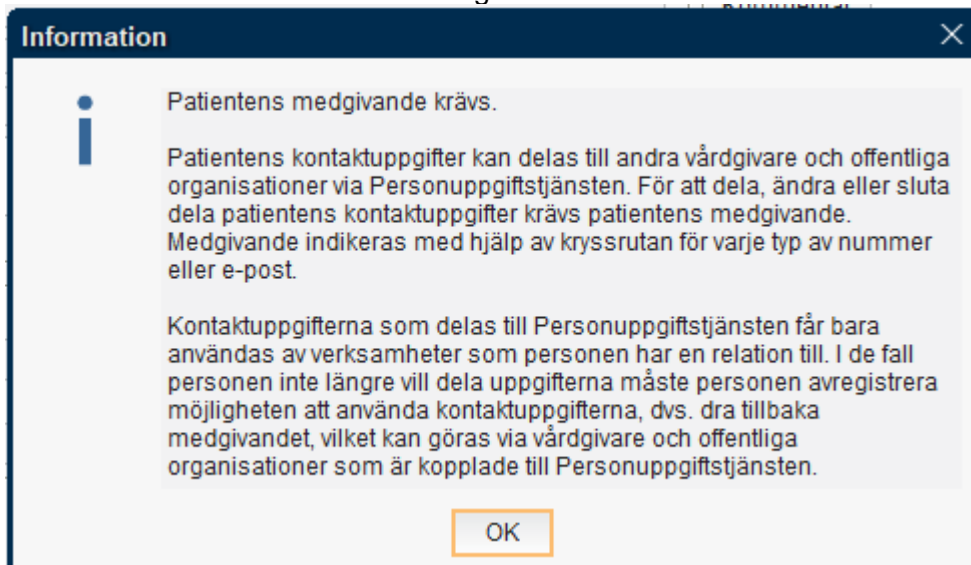 Kommentar
Information
Patientens medgivande krävs.
Patientens kontaktuppgifter kan delas till andra vårdgivare och offentliga
organisationer via Personuppgiftstjänsten. För att dela, ändra eller sluta
dela patientens kontaktuppgifter krävs patientens medgivande.
Medgivande indikeras med hjälp av kryssrutan för varje typ av nummer
eller e-post.
Kontaktuppgifterna som delas till Personuppgiftstjänsten får bara
användas av verksamheter som personen har en relation till. I de fall
personen inte längre vill dela uppgifterna måste personen avregistrera
möjligheten att använda kontaktuppgifterna, dvs. dra tillbaka
medgivandet, vilket kan göras via vårdgivare och offentliga
organisationer som är kopplade till Personuppgiftstjänsten.
OK